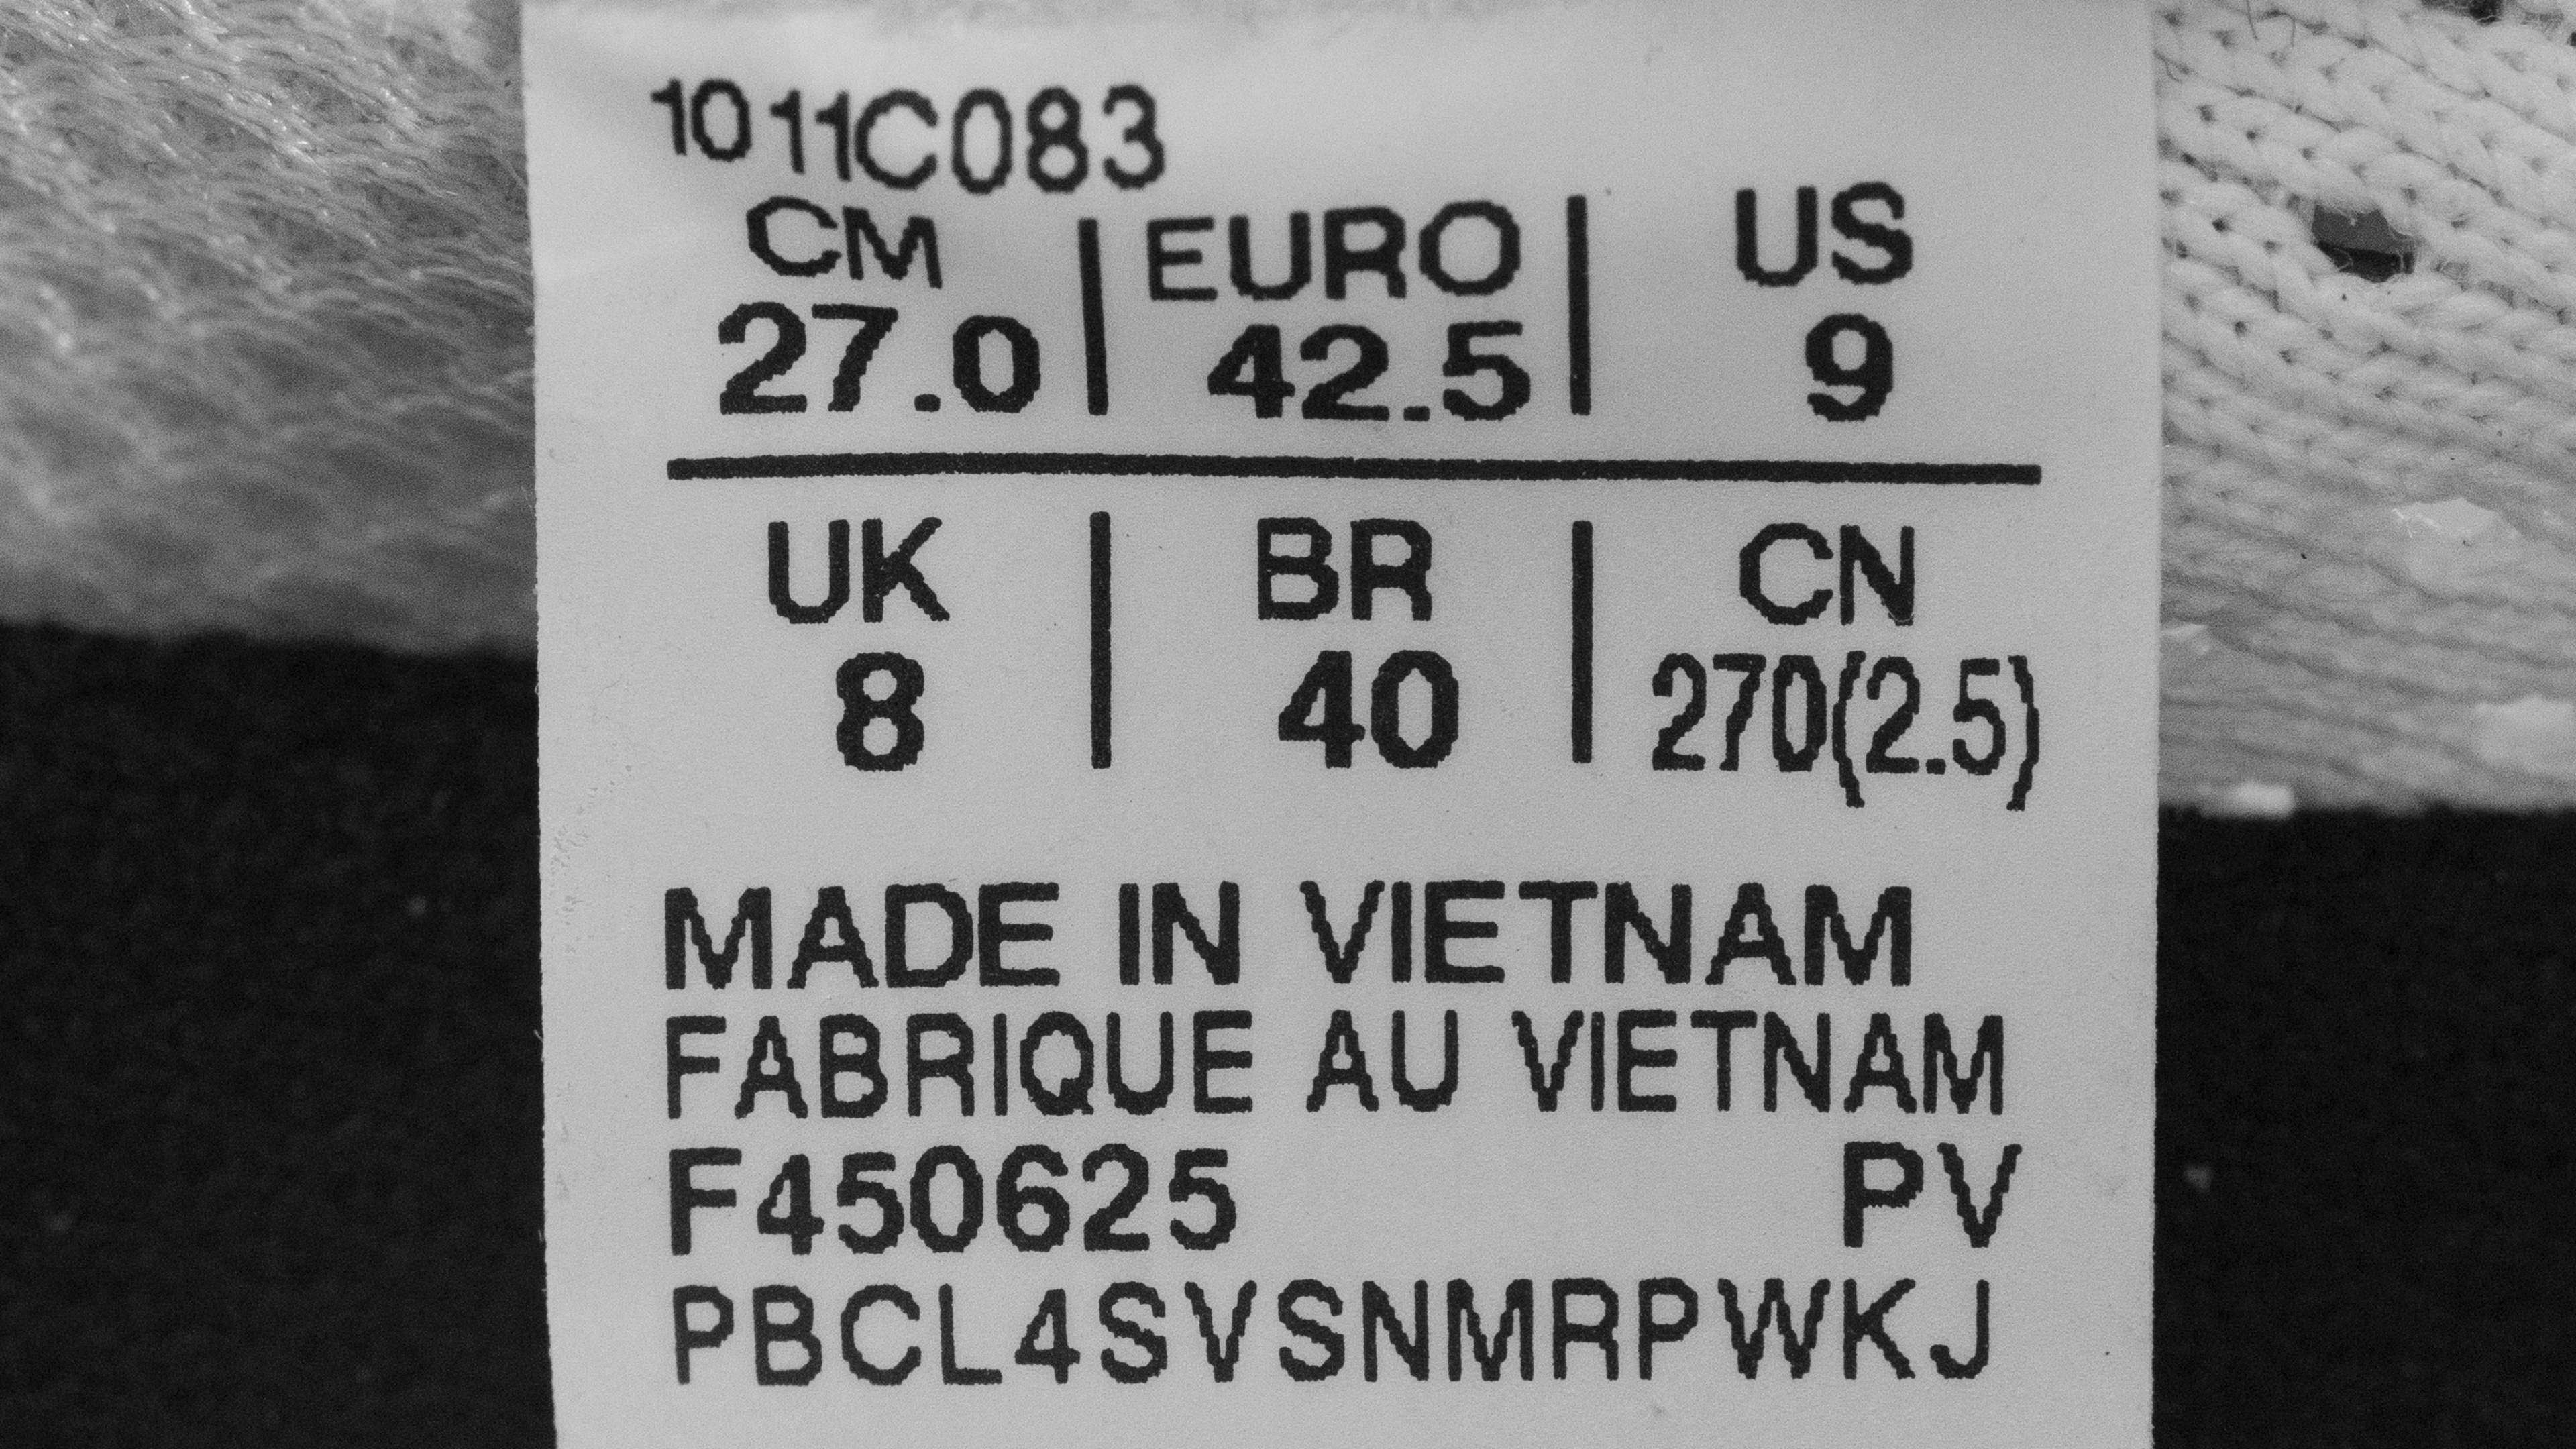 1011C083
CM | EURO | US
27.0 | 42.5 | 9
UK | BR | CN
8 | 40 | 270(2.5)
MADE IN VIETNAM
FABRIQUE AU VIETNAM
F450625 PV
PBCL4SVSNMRPWKJ